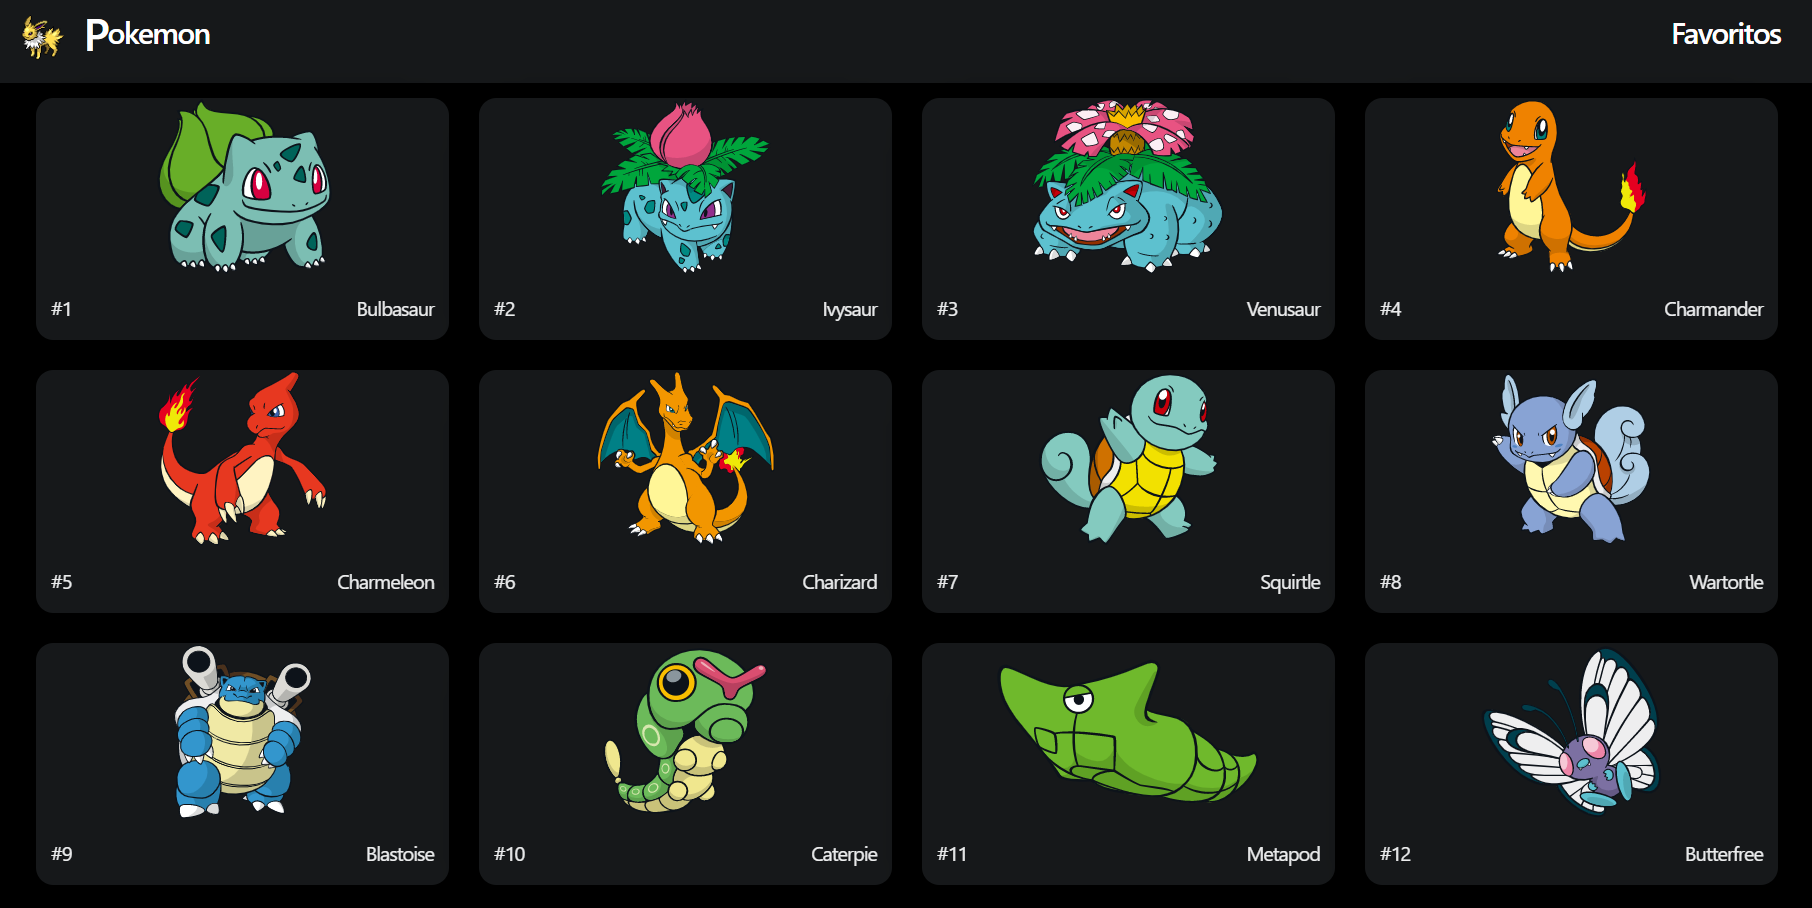 Pokemon
Favoritos
#1 Bulbasaur
#2 Ivysaur
#3 Venusaur
#4 Charmander
#5 Charmeleon
#6 Charizard
#7 Squirtle
#8 Wartortle
#9 Blastoise
#10 Caterpie
#11 Metapod
#12 Butterfree